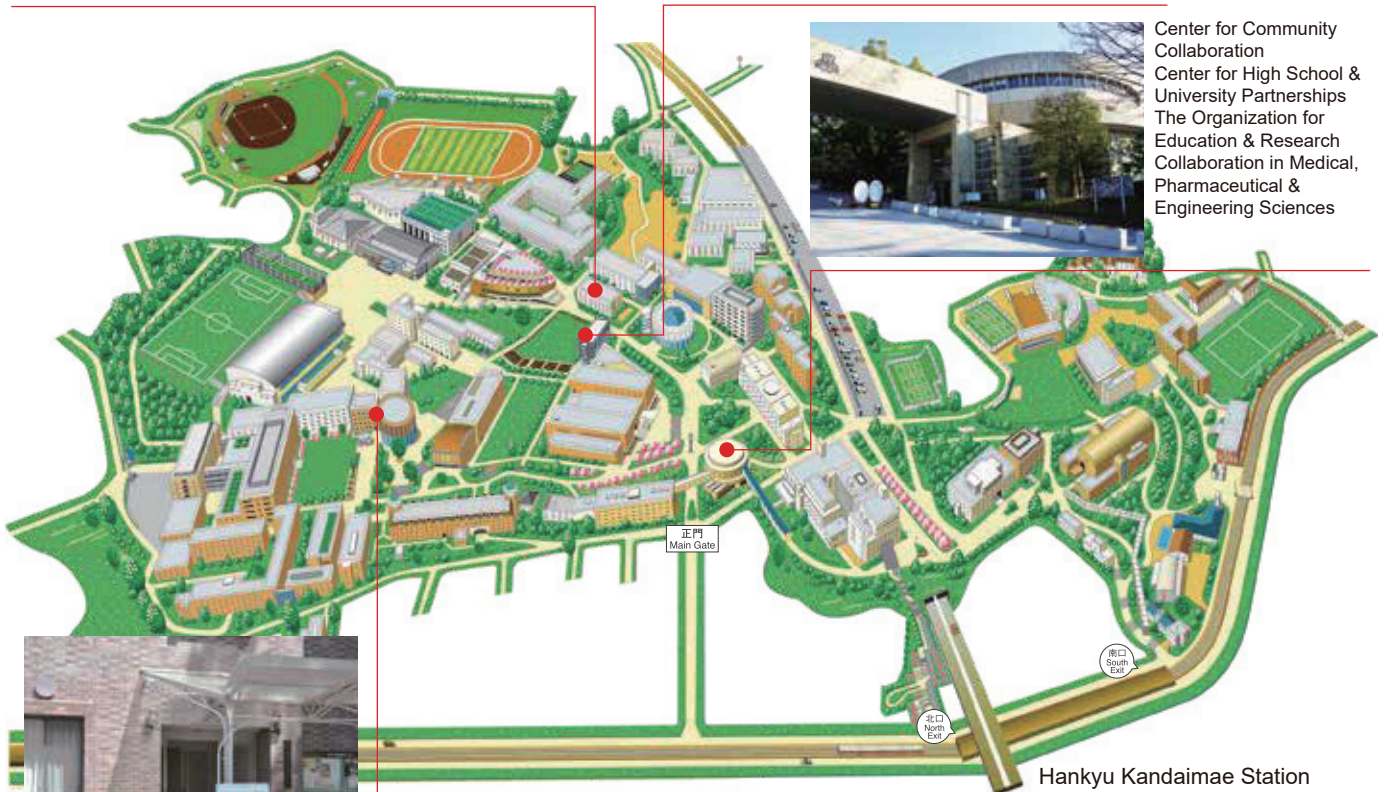 Center for Community
Collaboration
Center for High School &
University Partnerships
The Organization for
Education & Research
Collaboration in Medical,
Pharmaceutical &
Engineering Sciences
正門
Main Gate
南口
South
Exit
北口
North
Exit
Hankyu Kandaimae Station